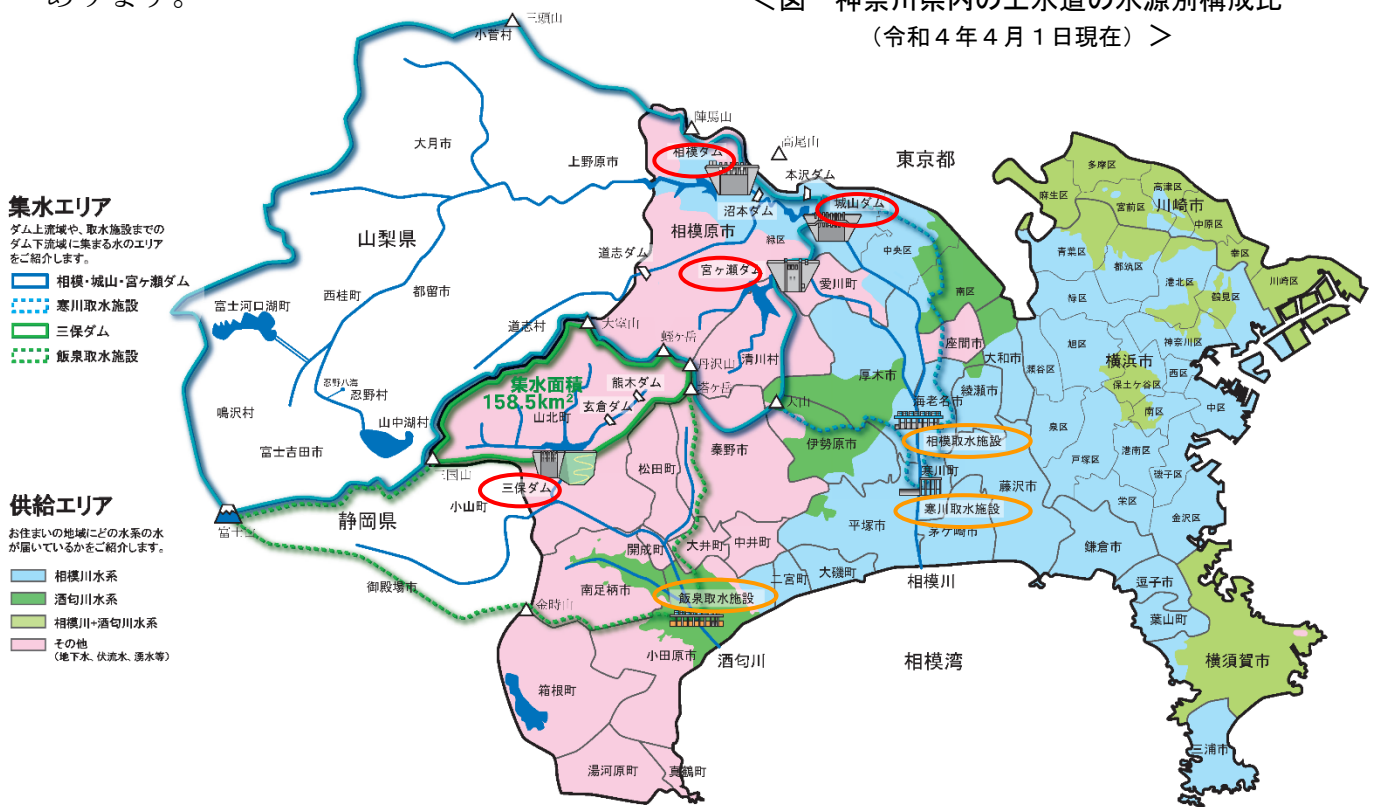 あります。
＜図　神奈川県内の上水道の水源別構成比
（令和４年４月１日現在）＞
三頭山
小菅村
陣馬山
高尾山
東京都
大月市
上野原市
相模ダム
本沢ダム
沼本ダム
城山ダム
多摩区
麻生区
高津区
宮前区
川崎市
中原区
幸区
川崎区
集水エリア
ダム上流域や、取水施設までの
ダム下流域に集まる水のエリア
をご紹介します。
相模・城山・宮ヶ瀬ダム
寒川取水施設
三保ダム
飯泉取水施設
山梨県
相模原市
緑区
中央区
南区
道志ダム
宮ヶ瀬ダム
愛川町
青葉区
都筑区
港北区
鶴見区
緑区
富士河口湖町
西桂町
都留市
道志村
大室山
蛭ヶ岳
丹沢山
塔ヶ岳
清川村
座間市
大和市
厚木市
綾瀬市
海老名市
瀬谷区
旭区
横浜市
神奈川区
西区
保土ケ谷区
南区
中区
忍野八海
忍野村
鳴沢村
山中湖村
富士吉田市
集水面積
158.5km²
熊木ダム
玄倉ダム
山北町
大山
伊勢原市
相模取水施設
泉区
戸塚区
港南区
磯子区
栄区
金沢区
三国山
三保ダム
小山町
松田町
秦野市
寒川町
寒川取水施設
藤沢市
茅ヶ崎市
平塚市
鎌倉市
供給エリア
お住まいの地域にどの水系の水
が届いているかをご紹介します。
相模川水系
酒匂川水系
相模川+酒匂川水系
その他
（地下水、伏流水、湧水等）
富士山
静岡県
御殿場市
金時山
開成町
大井町
中井町
南足柄市
飯泉取水施設
二宮町
大磯町
相模川
逗子市
葉山町
横須賀市
三浦市
小田原市
酒匂川
相模湾
箱根町
湯河原町
真鶴町